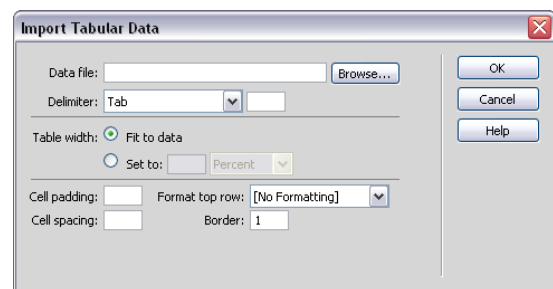 Import Tabular Data
Data file: Browse... OK
Delimiter: Tab Cancel
Table width: Fit to data Help
Set to: Percent
Cell padding: Format top row: [No Formatting]
Cell spacing: Border: 1